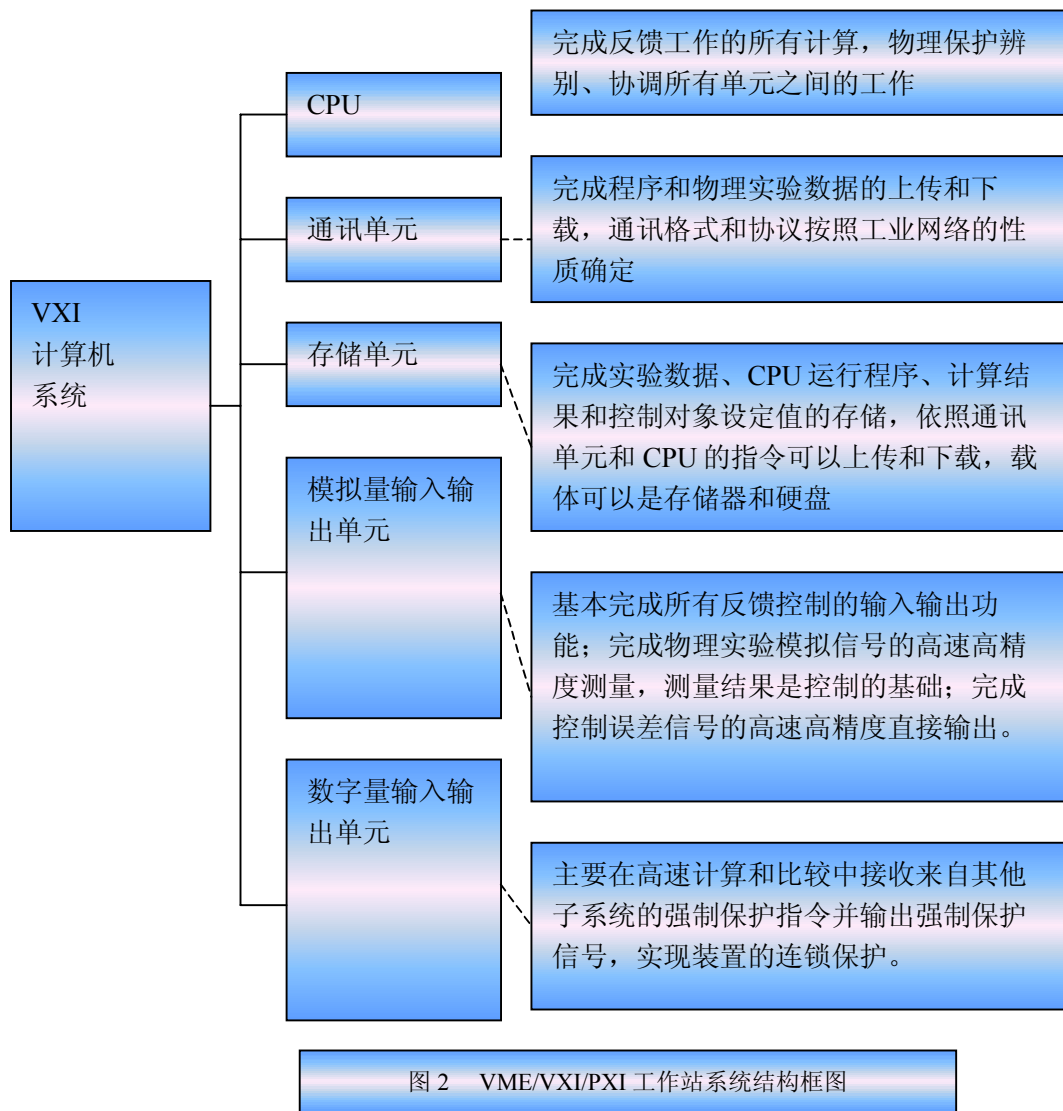 完成反馈工作的所有计算，物理保护辨
别、协调所有单元之间的工作
CPU
完成程序和物理实验数据的上传和下
载，通讯格式和协议按照工业网络的性
质确定
通讯单元
VXI
计算机
系统
存储单元
完成实验数据、CPU 运行程序、计算结
果和控制对象设定值的存储，依照通讯
单元和 CPU 的指令可以上传和下载，载
体可以是存储器和硬盘
模拟量输入输
出单元
基本完成所有反馈控制的输入输出功
能；完成物理实验模拟信号的高速高精
度测量，测量结果是控制的基础；完成
控制误差信号的高速高精度直接输出。
数字量输入输
出单元
主要在高速计算和比较中接收来自其他
子系统的强制保护指令并输出强制保护
信号，实现装置的连锁保护。
图 2 VME/VXI/PXI 工作站系统结构框图